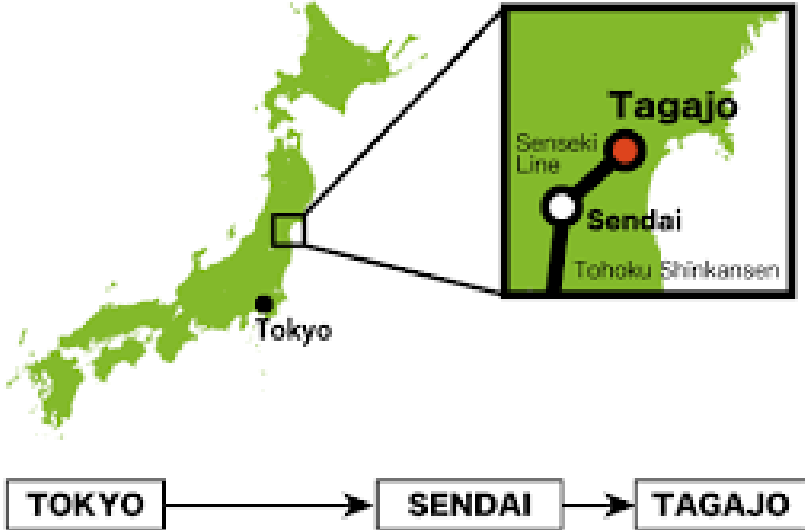 Tagajo
Senseki
Line
Sendai
Tohoku Shinkansen
Tokyo
TOKYO
SENDAI
TAGAJO